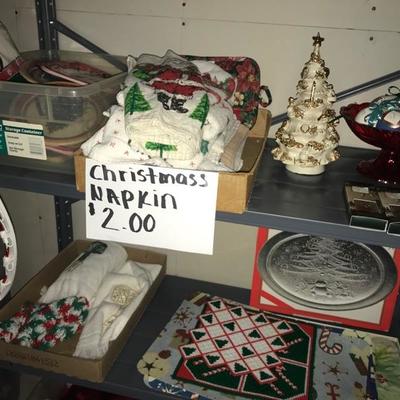 Storage Container
Christmass
Napkin
$2.00